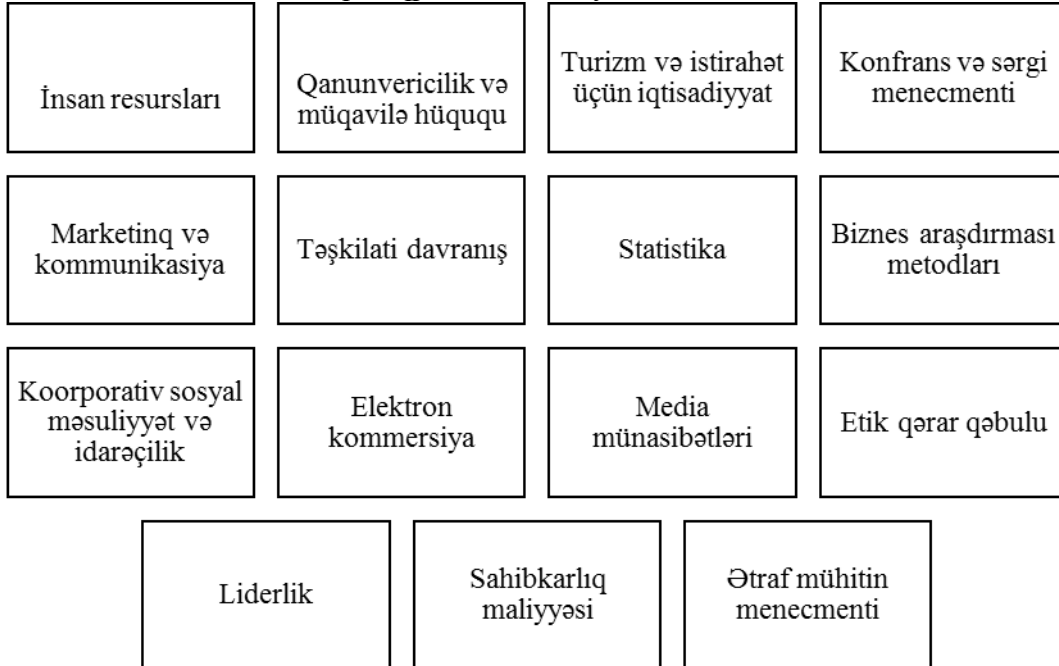 İnsan resursları
Qanunvericilik və
müqavilə hüququ
Turizm və istirahət
üçün iqtisadiyyat
Konfrans və sərgi
menecmenti
Marketinq və
kommunikasiya
Təşkilati davranış
Statistika
Biznes araşdırması
metodları
Koorporativ sosyal
məsuliyyət və
idarəçilik
Elektron
kommersiya
Media
münasibətləri
Etik qərar qəbulu
Liderlik
Sahibkarlıq
maliyyəsi
Ətraf mühitin
menecmenti